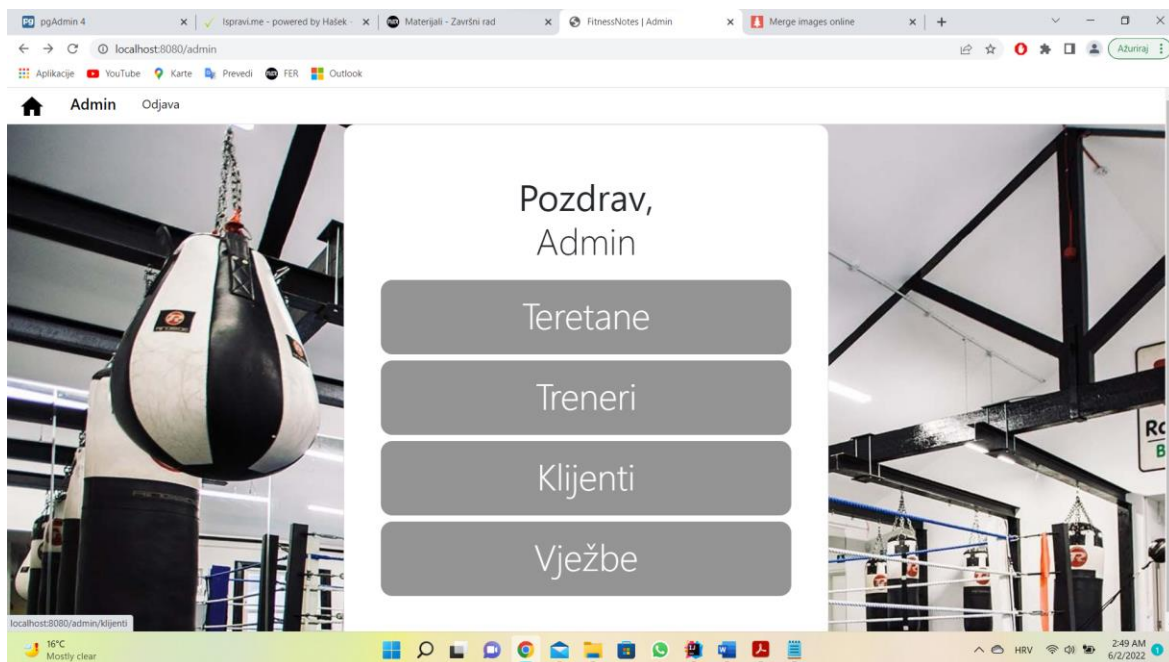 pgAdmin 4
Ispravi.me - powered by Hašek -
Materijali - Završni rad
FitnessNotes | Admin
Merge images online
localhost:8080/admin
Ažuriraj
Aplikacije YouTube Karte Prevedi FER Outlook
Admin Odjava
Pozdrav,
Admin
Teretane
Treneri
Klijenti
Vježbe
localhost:8080/admin/klijenti
16°C
Mostly clear
HRV
2:49 AM
6/2/2022